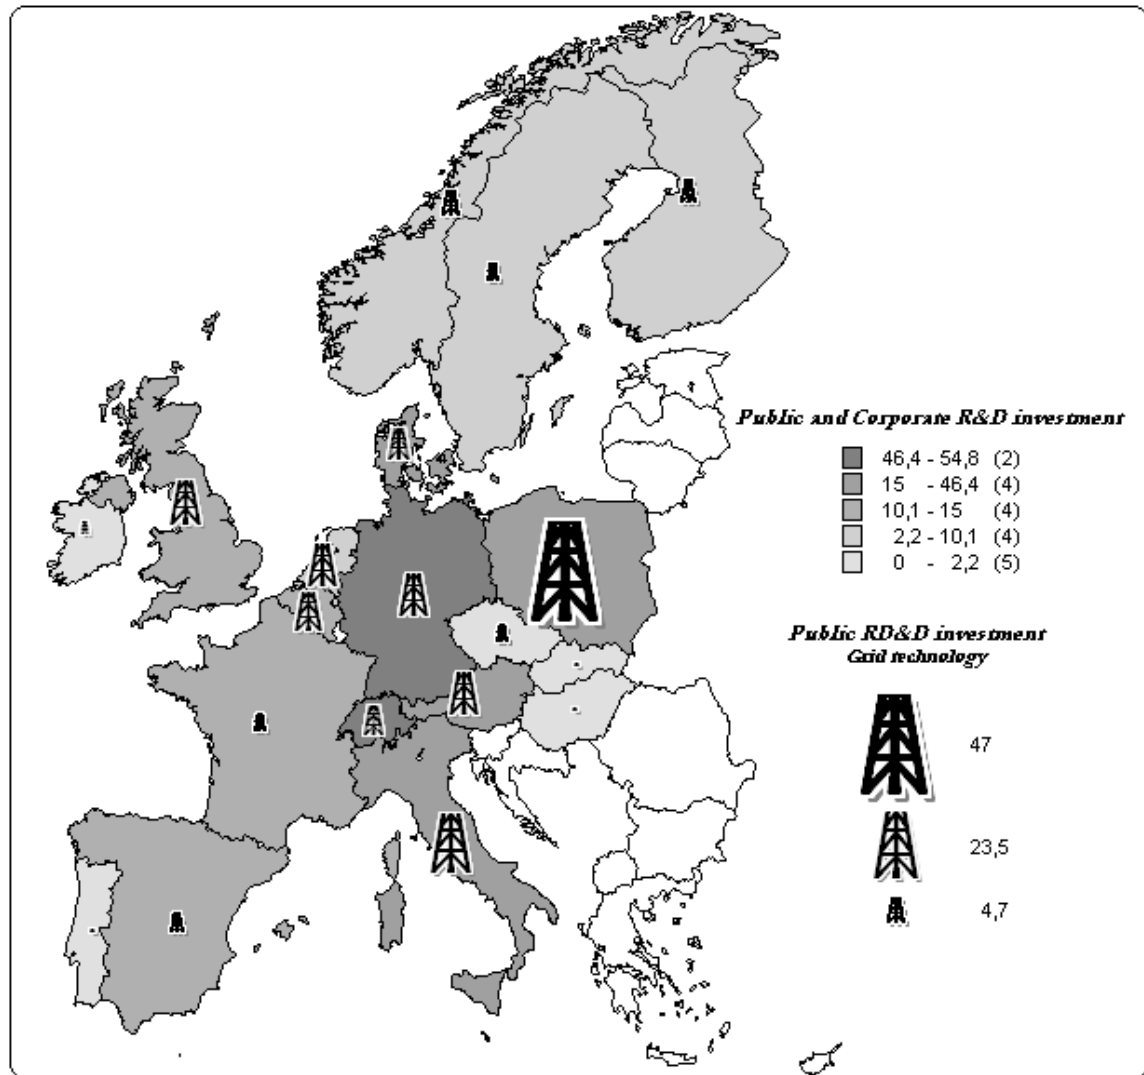 Public and Corporate R&D investment
46,4 - 54,8 (2)
15 - 46,4 (4)
10,1 - 15 (4)
2,2 - 10,1 (4)
0 - 2,2 (5)
Public RD&D investment
Grid technology
47
23,5
4,7